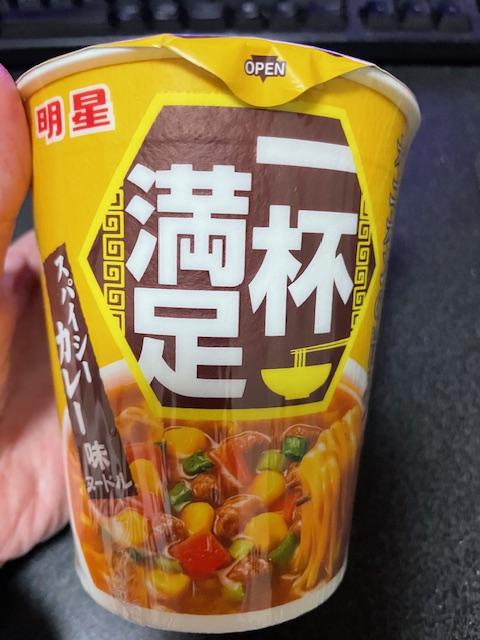 OPEN
明星
一杯
満足
スパイシー
カレー味
ヌードル